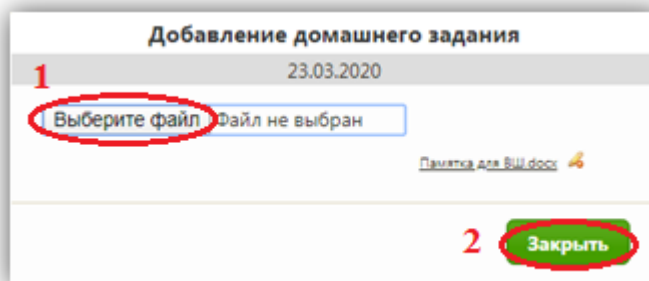 Добавление домашнего задания
23.03.2020
1
Выберите файл Файл не выбран
Памятка для ВШ.docx
2 Закрыть